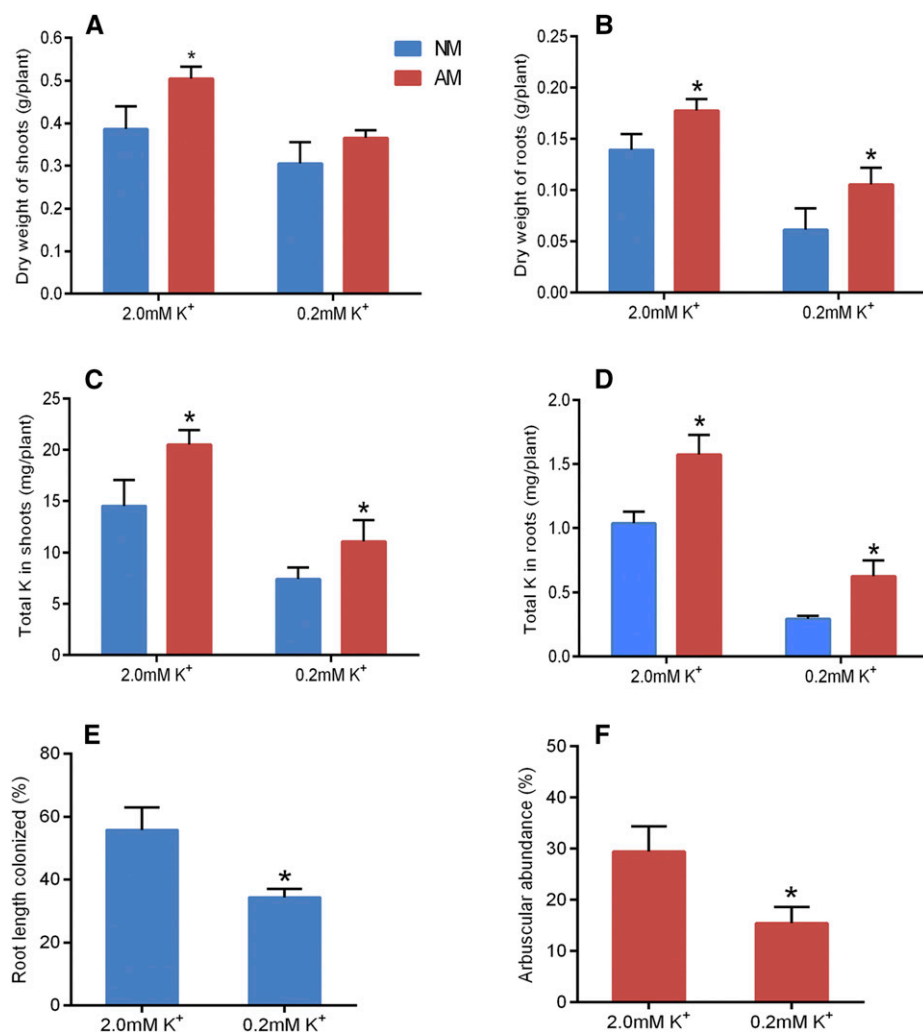 A
Dry weight of shoots (g/plant)
0.6
0.5
0.4
0.3
0.2
0.1
0.0
*
2.0mM K⁺
0.2mM K⁺
NM
AM
B
Dry weight of roots (g/plant)
0.25
0.20
0.15
0.10
0.05
0.00
*
*
2.0mM K⁺
0.2mM K⁺
C
Total K in shoots (mg/plant)
25
20
15
10
5
0
*
*
2.0mM K⁺
0.2mM K⁺
D
Total K in roots (mg/plant)
2.0
1.5
1.0
0.5
0.0
*
*
2.0mM K⁺
0.2mM K⁺
E
Root length colonized (%)
80
60
40
20
0
*
2.0mM K⁺
0.2mM K⁺
F
Arbuscular abundance (%)
50
40
30
20
10
0
*
2.0mM K⁺
0.2mM K⁺